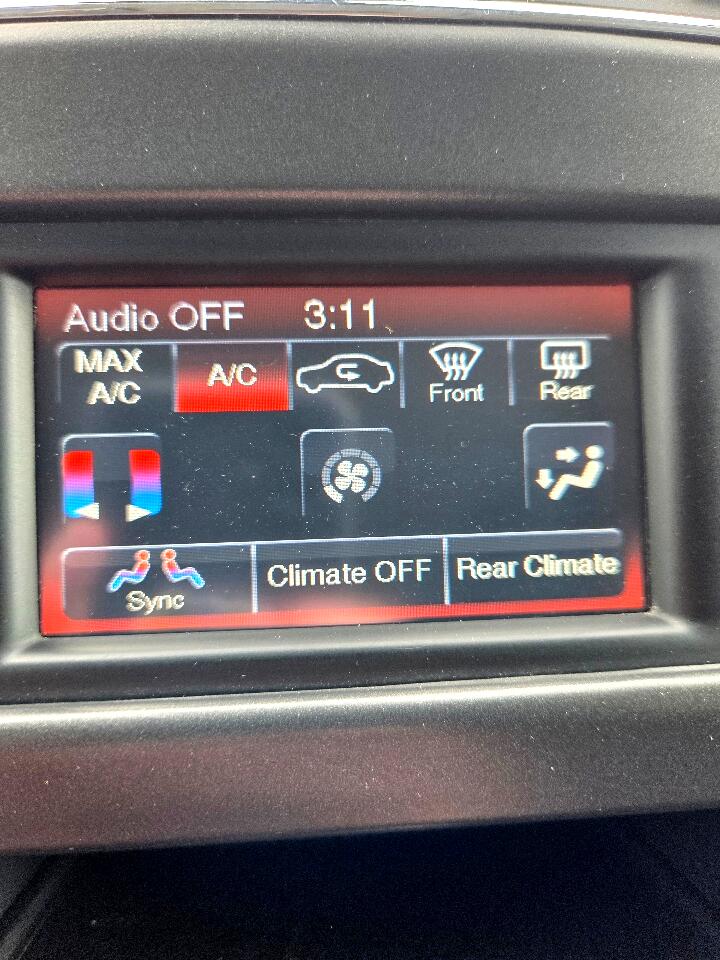 Audio OFF 3:11
MAX
A/C
A/C
Front
Rear
Sync
Climate OFF
Rear Climate